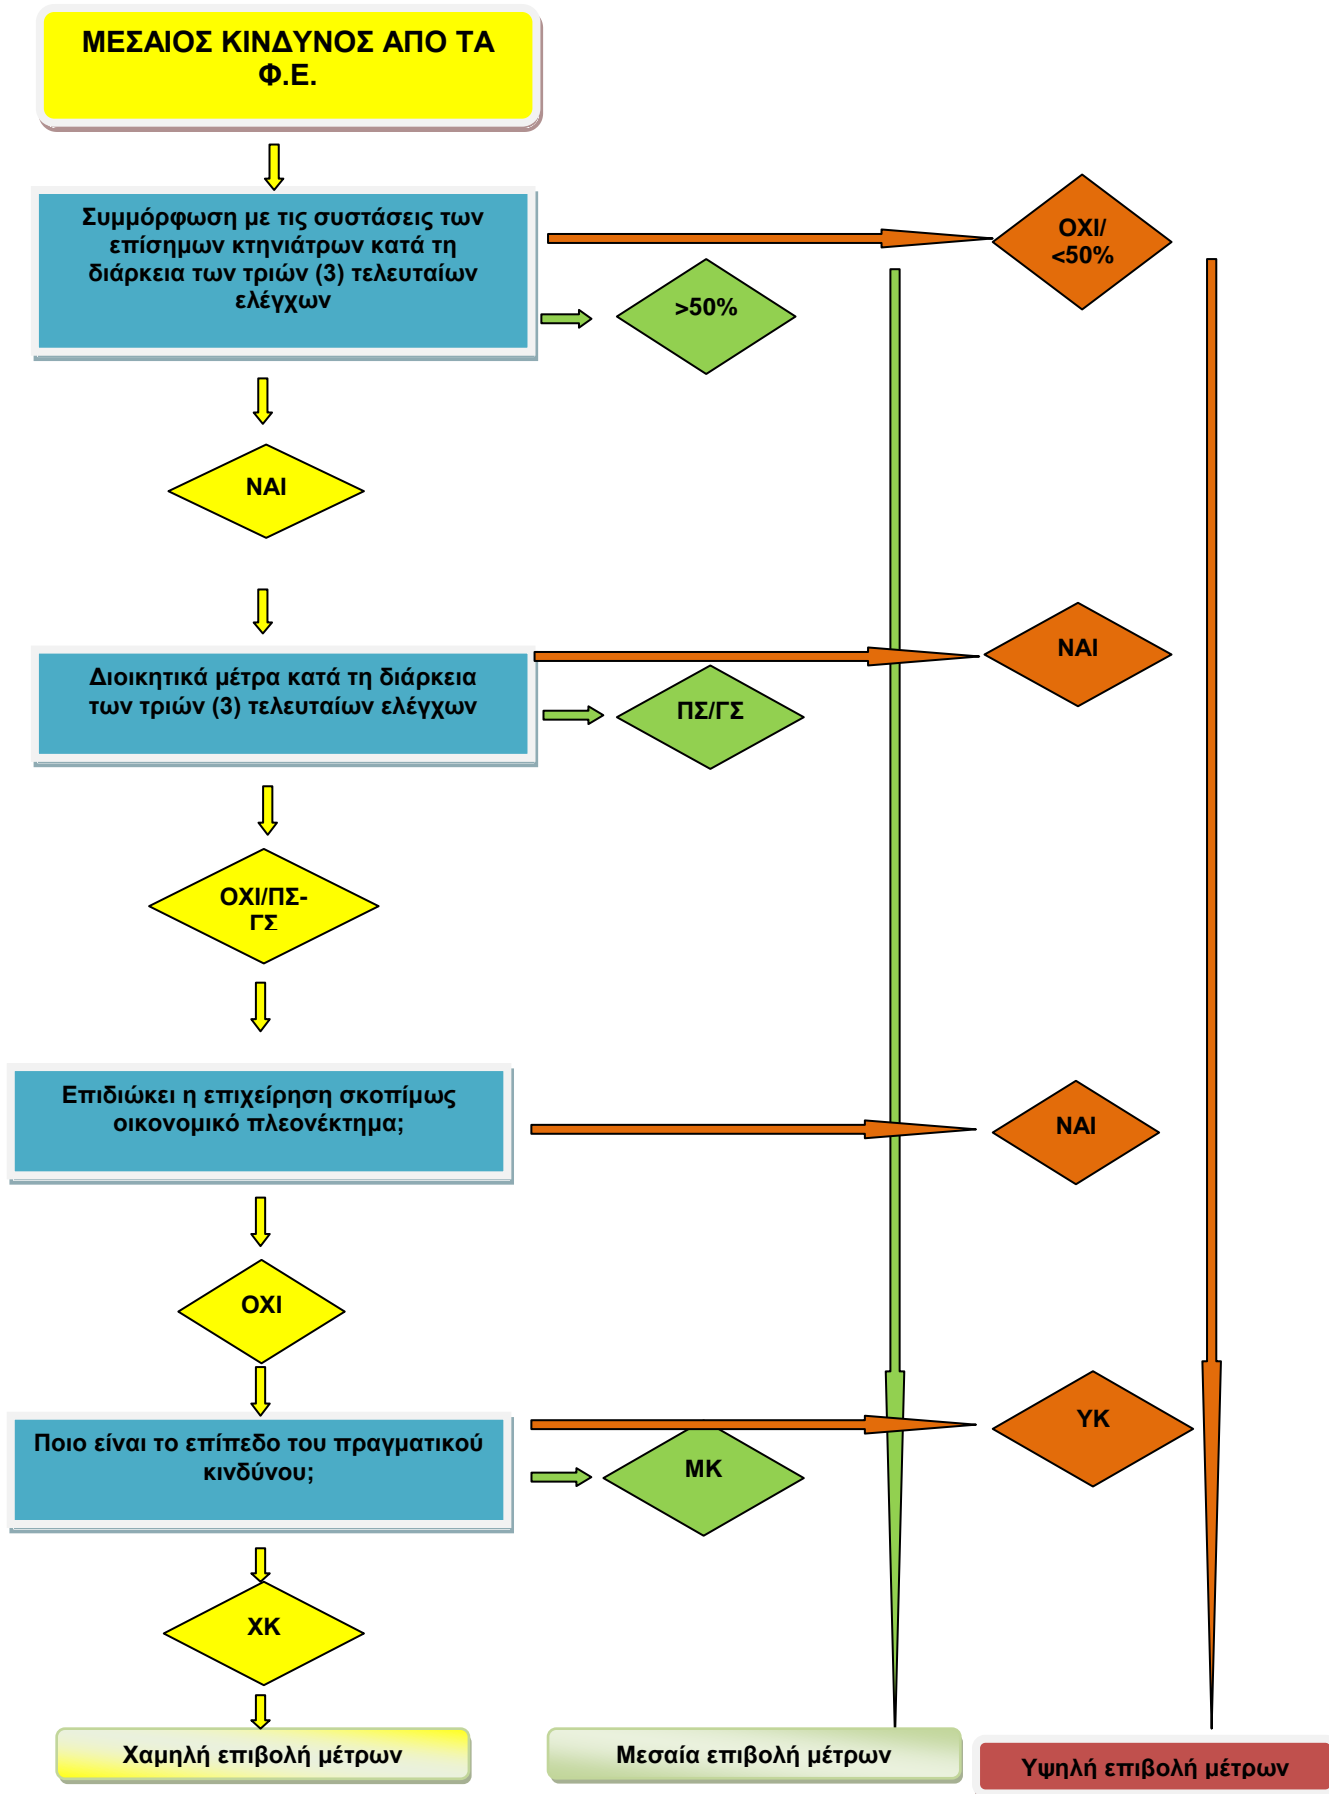 ΜΕΣΑΙΟΣ ΚΙΝΔΥΝΟΣ ΑΠΟ ΤΑ
Φ.Ε.
Συμμόρφωση με τις συστάσεις των
επίσημων κτηνιάτρων κατά τη
διάρκεια των τριών (3) τελευταίων
ελέγχων
ΟΧΙ/
<50%
>50%
ΝΑΙ
Διοικητικά μέτρα κατά τη διάρκεια
των τριών (3) τελευταίων ελέγχων
ΝΑΙ
ΠΣ/ΓΣ
ΟΧΙ/ΠΣ-
ΓΣ
Επιδιώκει η επιχείρηση σκοπίμως
οικονομικό πλεονέκτημα;
ΝΑΙ
ΟΧΙ
Ποιο είναι το επίπεδο του πραγματικού
κινδύνου;
ΥΚ
ΜΚ
ΧΚ
Χαμηλή επιβολή μέτρων
Μεσαία επιβολή μέτρων
Υψηλή επιβολή μέτρων